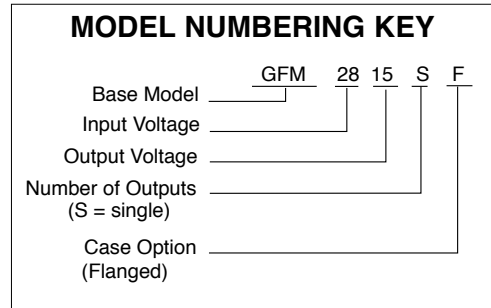 MODEL NUMBERING KEY
GFM 28 15 S F
Base Model
Input Voltage
Output Voltage
Number of Outputs
(S = single)
Case Option
(Flanged)